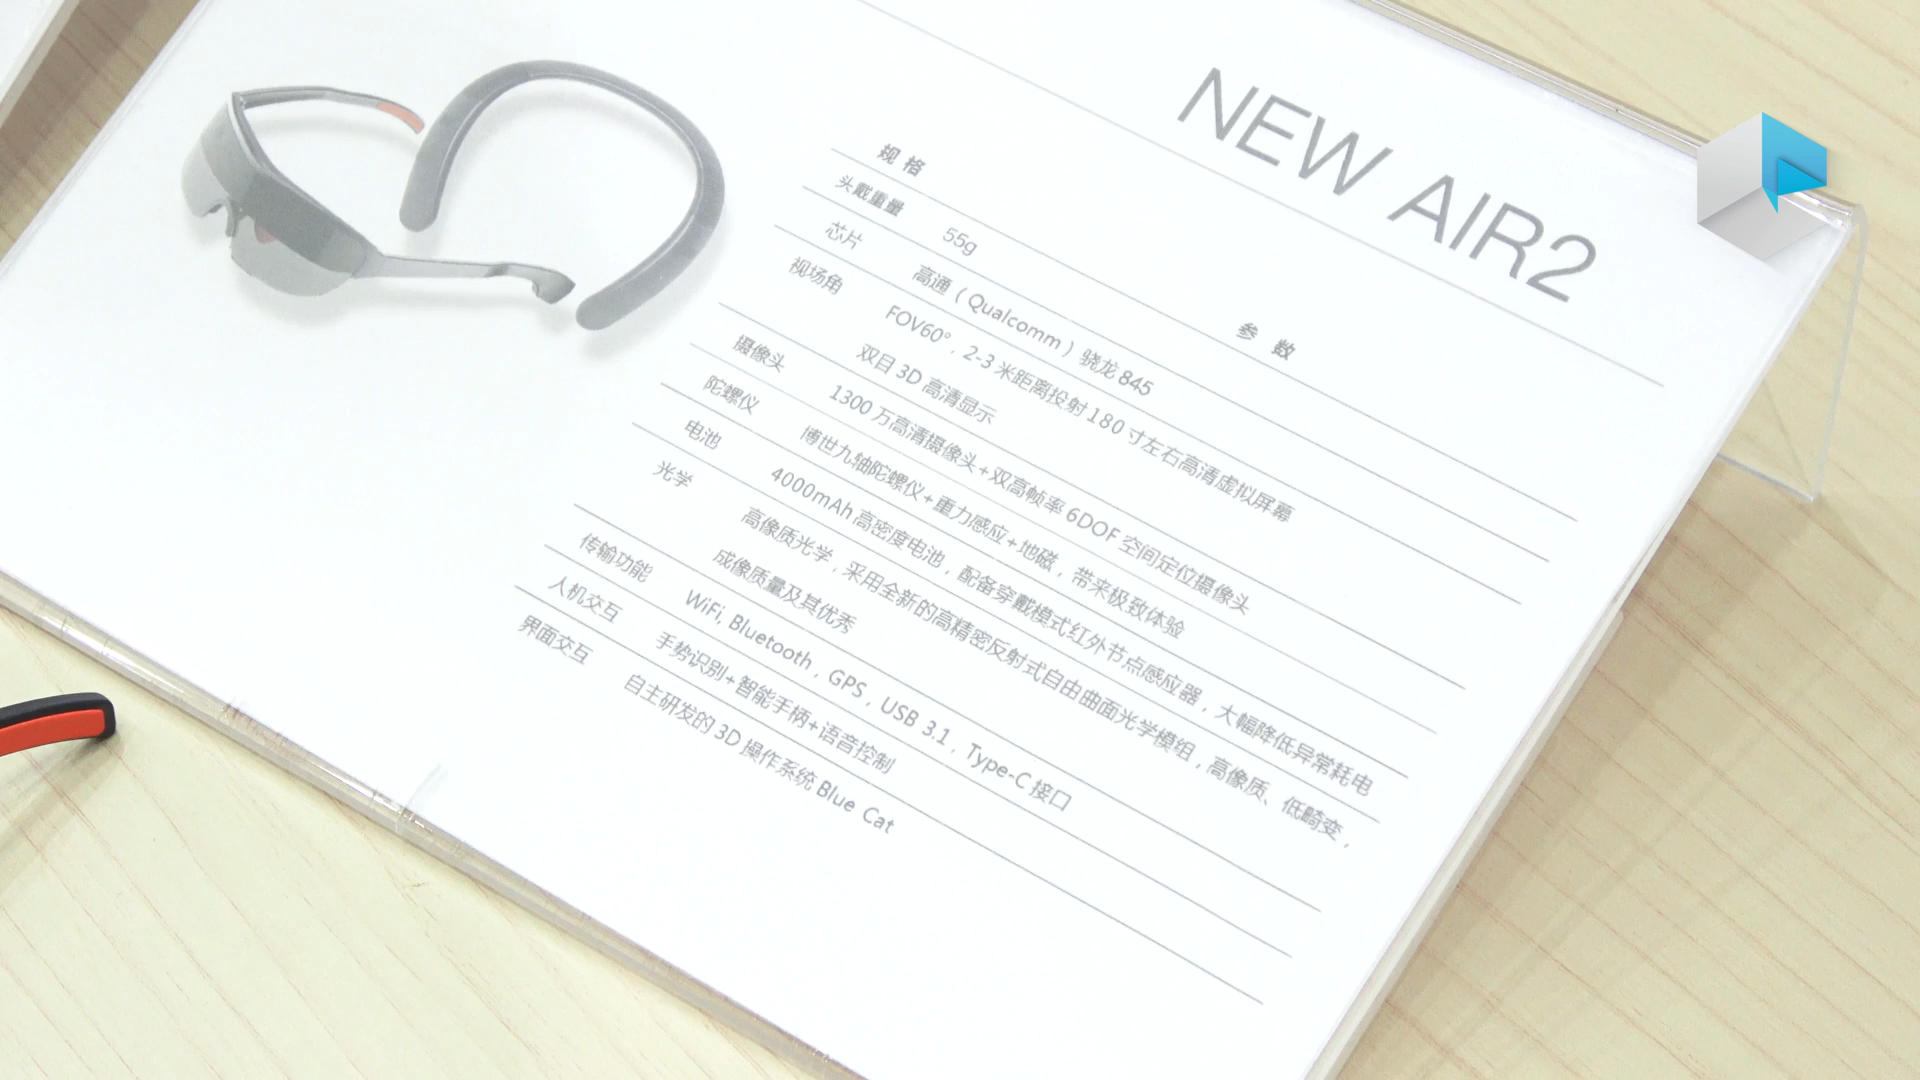 NEW AIR2
规 格 参 数
头戴重量 55g
芯片 高通（Qualcomm）骁龙 845
视场角 FOV60°，2-3 米距离投射 180 寸左右高清虚拟屏幕
双目 3D 高清显示
摄像头 1300 万高清摄像头+双高帧率 6DOF 空间定位摄像头
陀螺仪 博世九轴陀螺仪+重力感应+地磁，带来极致体验
电池 4000mAh 高密度电池，配备穿戴模式红外节点感应器，大幅降低异常耗电
光学 高像质光学，采用全新的高精密反射式自由曲面光学模组，高像质、低畸变，
成像质量及其优秀
传输功能 WiFi, Bluetooth，GPS，USB 3.1，Type-C 接口
人机交互 手势识别+智能手柄+语音控制
界面交互 自主研发的 3D 操作系统 Blue Cat